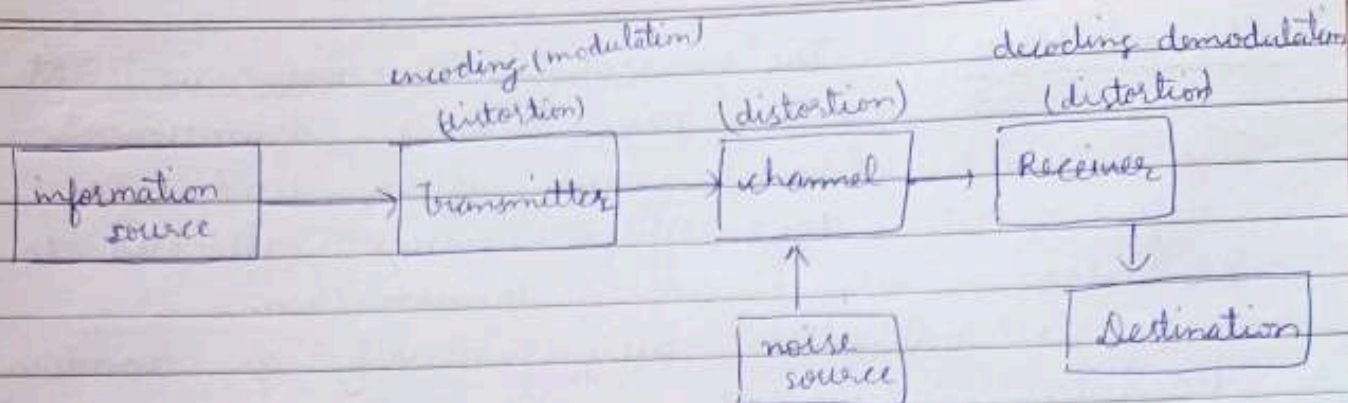 encoding (modulation)
decoding demodulation
(distortion)
(distortion)
(distortion)
information
source
Transmitter
channel
Receiver
noise
source
Destination